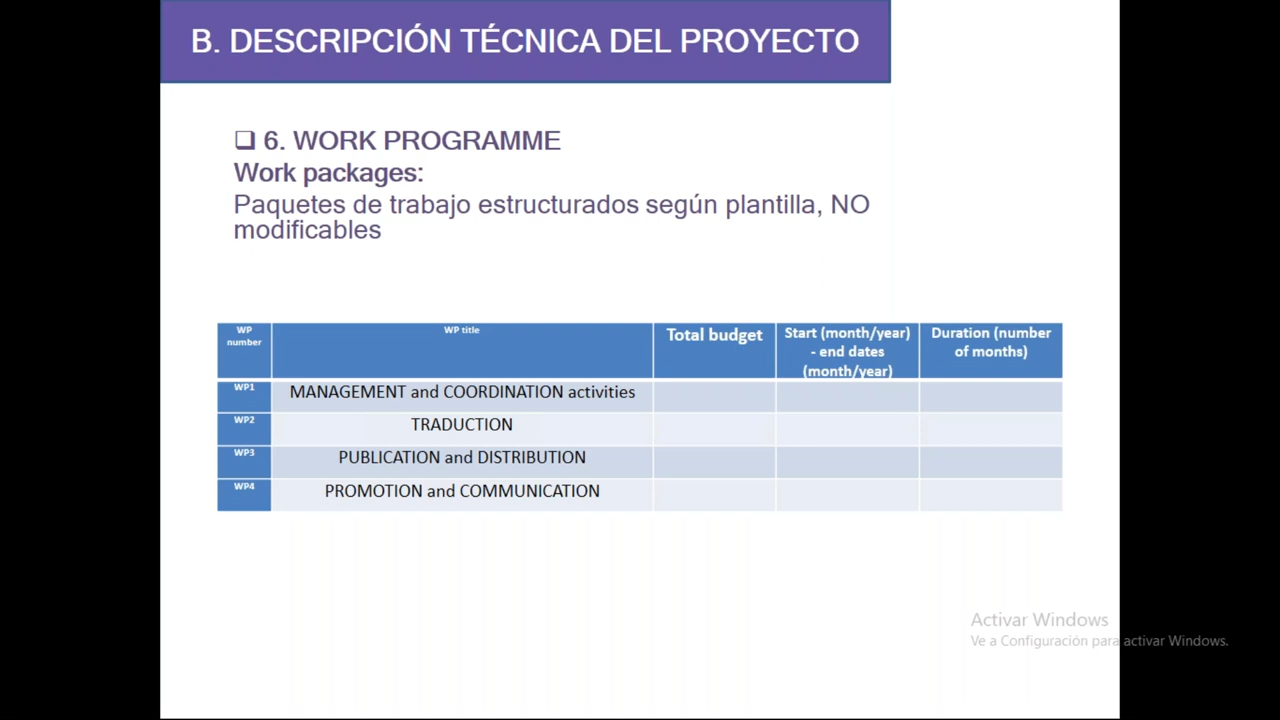 B. DESCRIPCIÓN TÉCNICA DEL PROYECTO
❑ 6. WORK PROGRAMME
Work packages:
Paquetes de trabajo estructurados según plantilla, NO
modificables
WP number | WP title | Total budget | Start (month/year) - end dates (month/year) | Duration (number of months)
WP1 | MANAGEMENT and COORDINATION activities
WP2 | TRADUCTION
WP3 | PUBLICATION and DISTRIBUTION
WP4 | PROMOTION and COMMUNICATION
Activar Windows
Ve a Configuración para activar Windows.